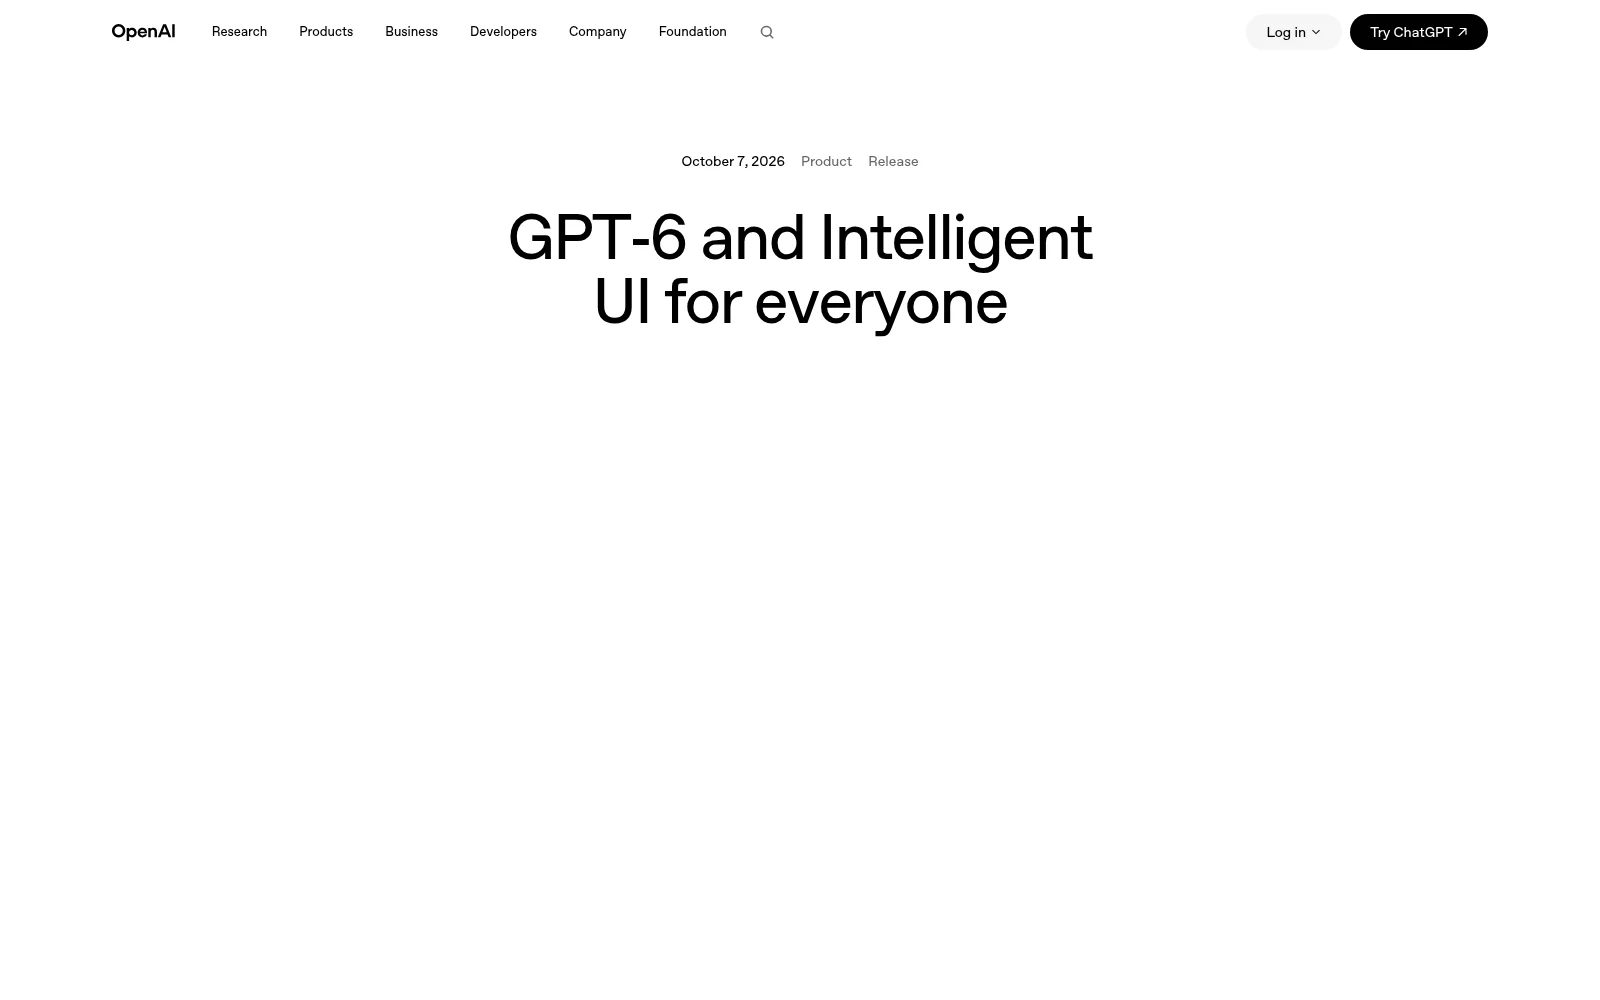 OpenAI Research Products Business Developers Company Foundation Log in Try ChatGPT ↗
October 7, 2026 Product Release
GPT-6 and Intelligent
UI for everyone